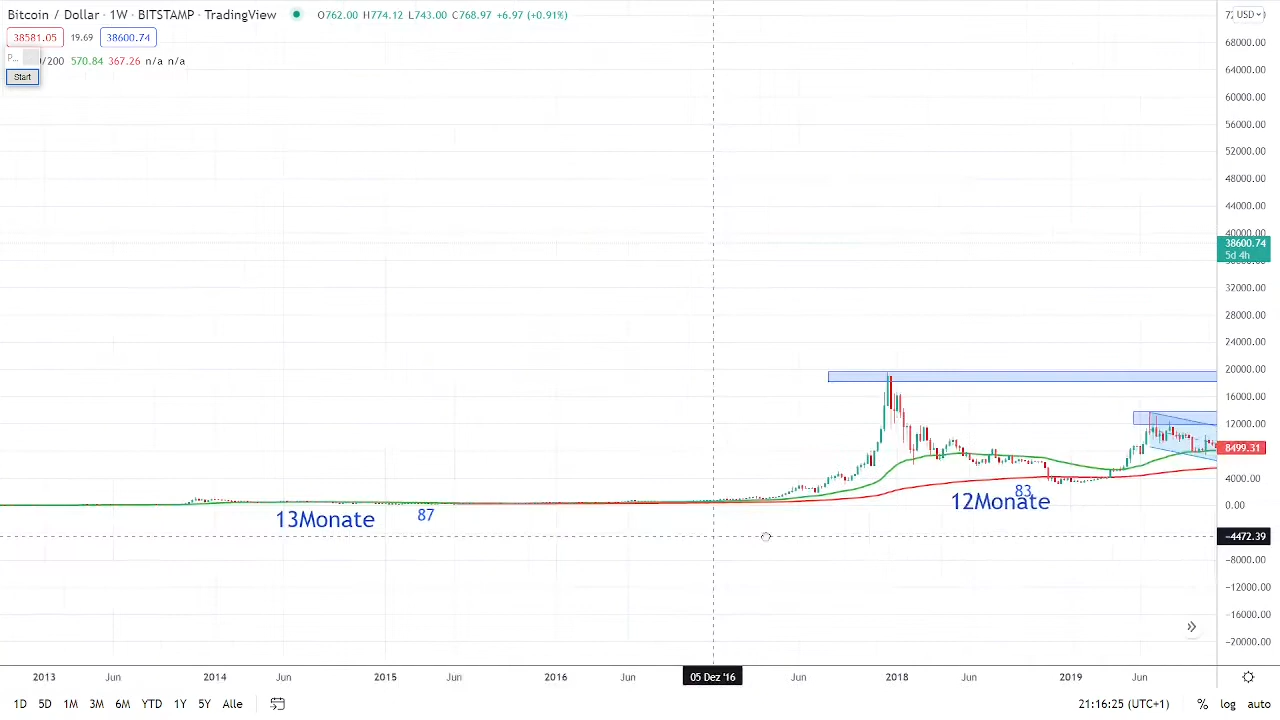 Bitcoin / Dollar · 1W · BITSTAMP · TradingView
O762.00 H774.12 L743.00 C768.97 +6.97 (+0.91%)
USD
38581.05 19.69 38600.74
P...
/200 570.84 367.26 n/a n/a
Start
68000.00
64000.00
60000.00
56000.00
52000.00
48000.00
44000.00
40000.00
38600.74
5d 4h
32000.00
28000.00
24000.00
20000.00
16000.00
12000.00
8499.31
4000.00
0.00
−4472.39
−8000.00
−12000.00
−16000.00
−20000.00
13Monate
87
83
12Monate
2013 Jun 2014 Jun 2015 Jun 2016 Jun 05 Dez '16 Jun 2018 Jun 2019 Jun
1D 5D 1M 3M 6M YTD 1Y 5Y Alle
21:16:25 (UTC+1) % log auto